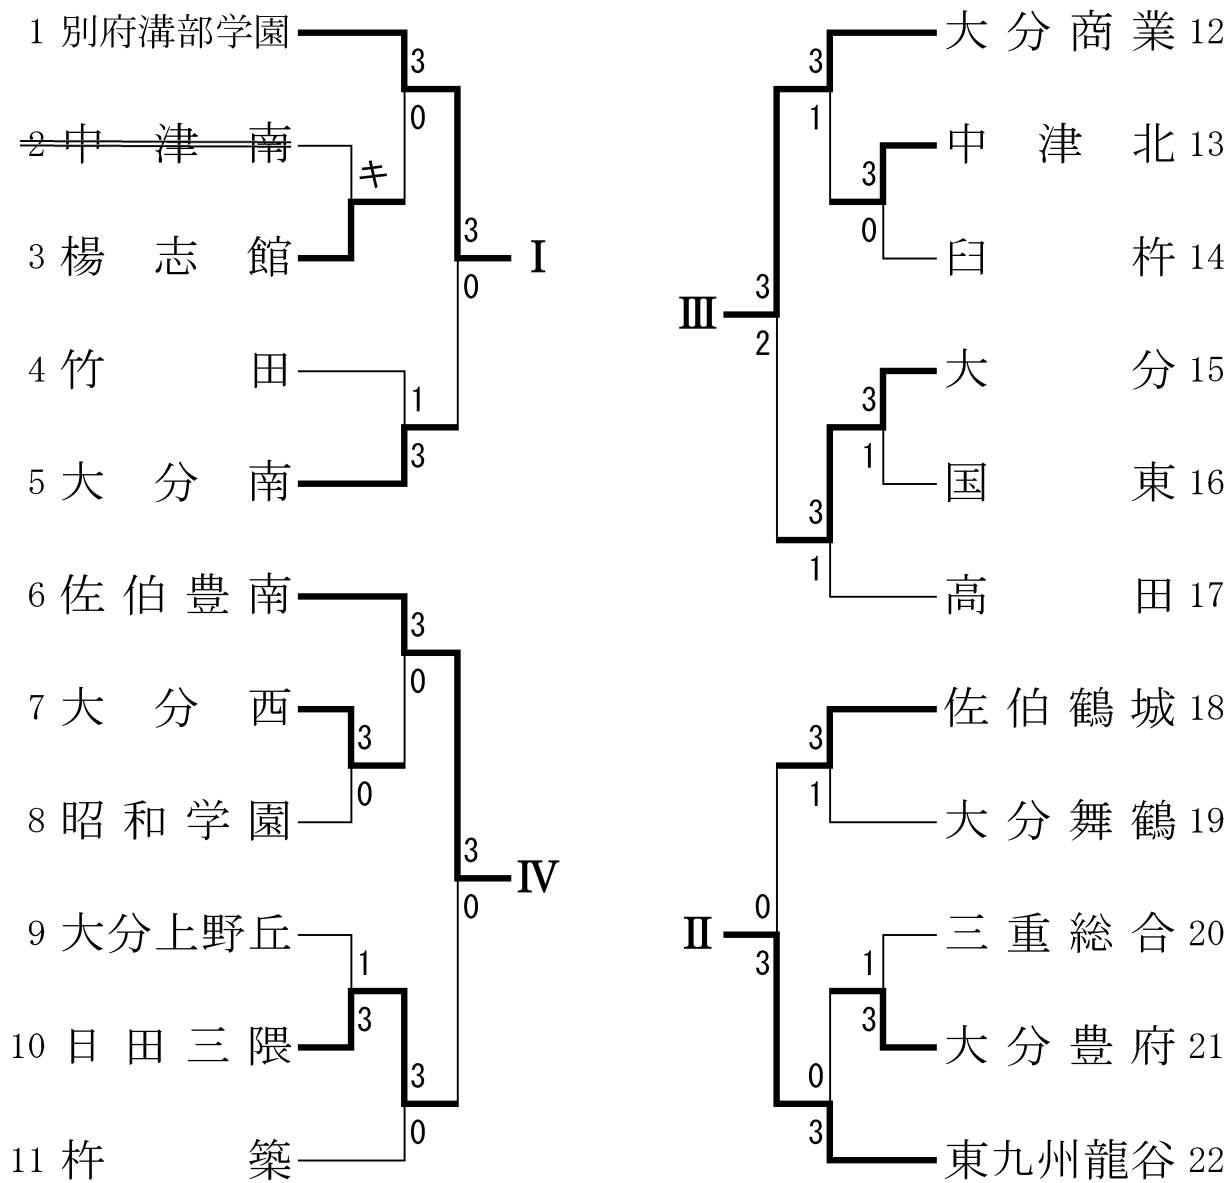 1 別府溝部学園
3
0
2 中津南
キ
3 楊志館
3
Ⅰ
0
4 竹田
1
3
5 大分南
6 佐伯豊南
3
0
7 大分西
3
0
8 昭和学園
3
Ⅳ
0
9 大分上野丘
1
3
10 日田三隈
3
0
11 杵築
大分商業 12
3
1
中津北 13
3
0
臼杵 14
3
Ⅲ
2
大分 15
3
1
国東 16
3
1
高田 17
佐伯鶴城 18
3
1
大分舞鶴 19
0
Ⅱ
3
三重総合 20
1
3
大分豊府 21
0
3
東九州龍谷 22